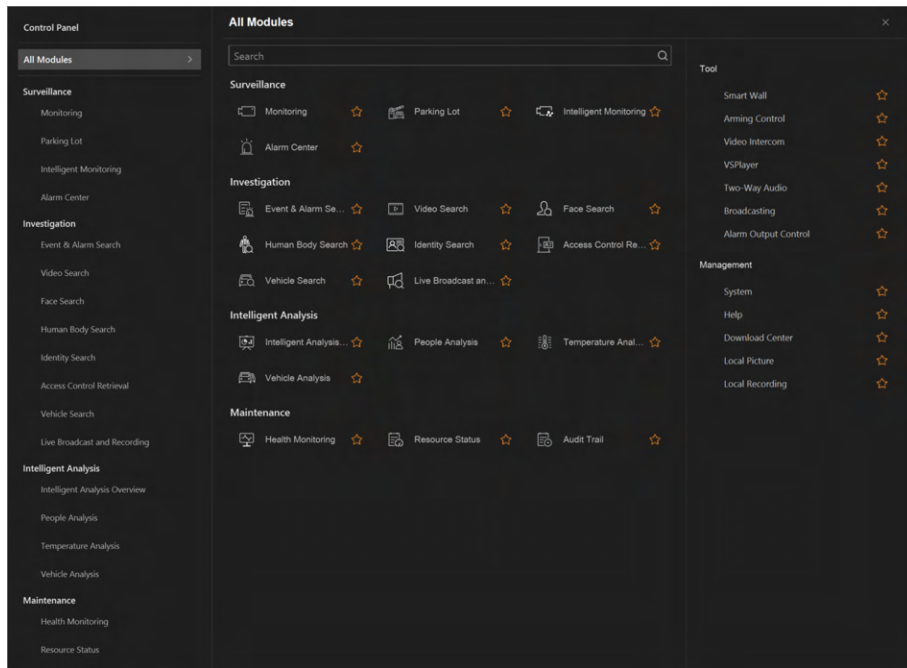 Control Panel
All Modules
Surveillance
Monitoring
Parking Lot
Intelligent Monitoring
Alarm Center
Investigation
Event & Alarm Search
Video Search
Face Search
Human Body Search
Identity Search
Access Control Retrieval
Vehicle Search
Live Broadcast and Recording
Intelligent Analysis
Intelligent Analysis Overview
People Analysis
Temperature Analysis
Vehicle Analysis
Maintenance
Health Monitoring
Resource Status
All Modules
Search
Surveillance
Monitoring Parking Lot Intelligent Monitoring
Alarm Center
Investigation
Event & Alarm Se... Video Search Face Search
Human Body Search Identity Search Access Control Re...
Vehicle Search Live Broadcast an...
Intelligent Analysis
Intelligent Analysis... People Analysis Temperature Anal...
Vehicle Analysis
Maintenance
Health Monitoring Resource Status Audit Trail
Tool
Smart Wall
Arming Control
Video Intercom
VSPlayer
Two-Way Audio
Broadcasting
Alarm Output Control
Management
System
Help
Download Center
Local Picture
Local Recording